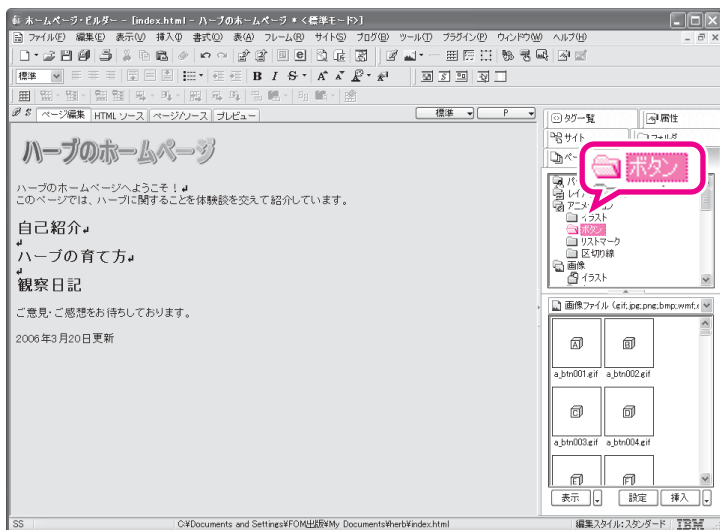 ホームページ・ビルダー - [index.html - ハーブのホームページ * <標準モード>]
ファイル(F) 編集(E) 表示(V) 挿入(I) 書式(O) 表(A) フレーム(R) サイト(S) ブログ(B) ツール(T) プラグイン(P) ウィンドウ(W) ヘルプ(H)
標準
ページ編集 HTML ソース ページ/ソース プレビュー 標準 P
タグ一覧 属性
サイト フォルダ
ボタン
ハーブのホームページ
ハーブのホームページへようこそ!
このページでは、ハーブに関することを体験談を交えて紹介しています。
自己紹介
ハーブの育て方
観察日記
ご意見・ご感想をお待ちしております。
2006年3月20日更新
イラスト
ボタン
リストマーク
区切り線
画像
イラスト
画像ファイル (gif;jpg;png;bmp;wmf;
A B
a_btn001.gif a_btn002.gif
C D
a_btn003.gif a_btn004.gif
E F
表示 設定 挿入
SS C:¥Documents and Settings¥FOM出版¥My Documents¥herb¥index.html 編集スタイル:スタンダード IBM